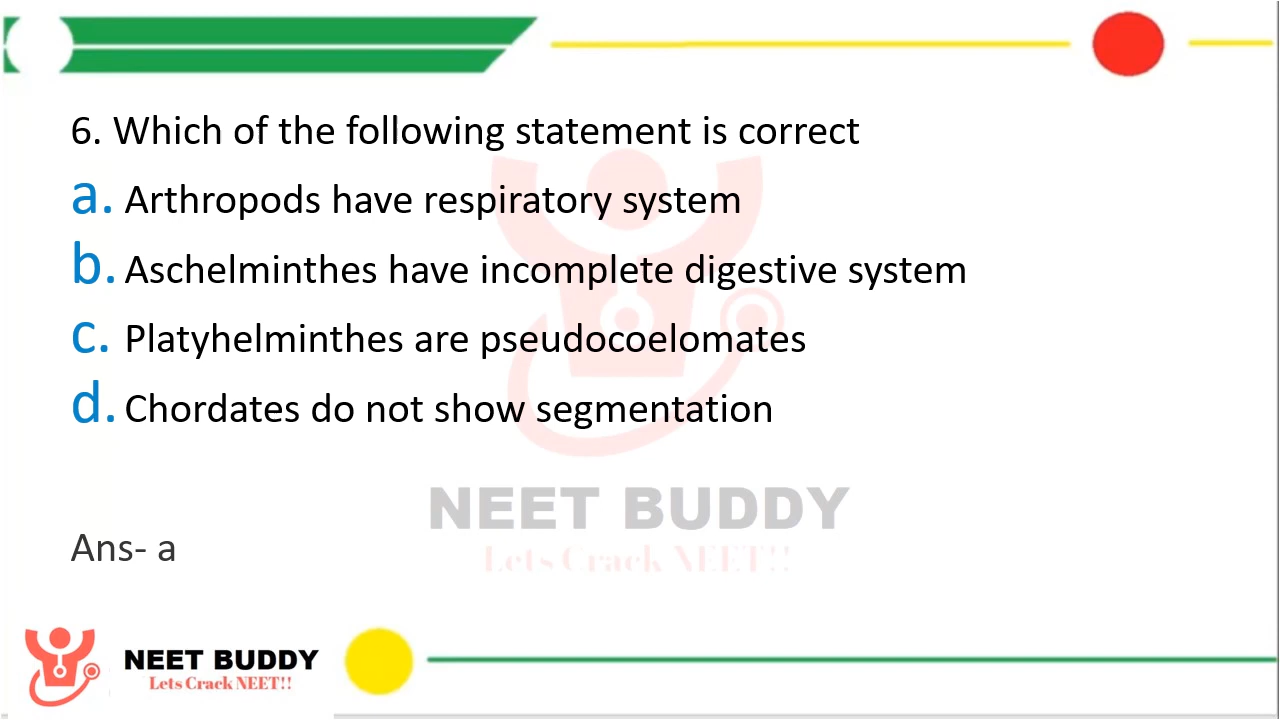 6. Which of the following statement is correct
a. Arthropods have respiratory system
b. Aschelminthes have incomplete digestive system
c. Platyhelminthes are pseudocoelomates
d. Chordates do not show segmentation
NEET BUDDY
Lets Crack NEET!!
Ans- a
NEET BUDDY
Lets Crack NEET!!